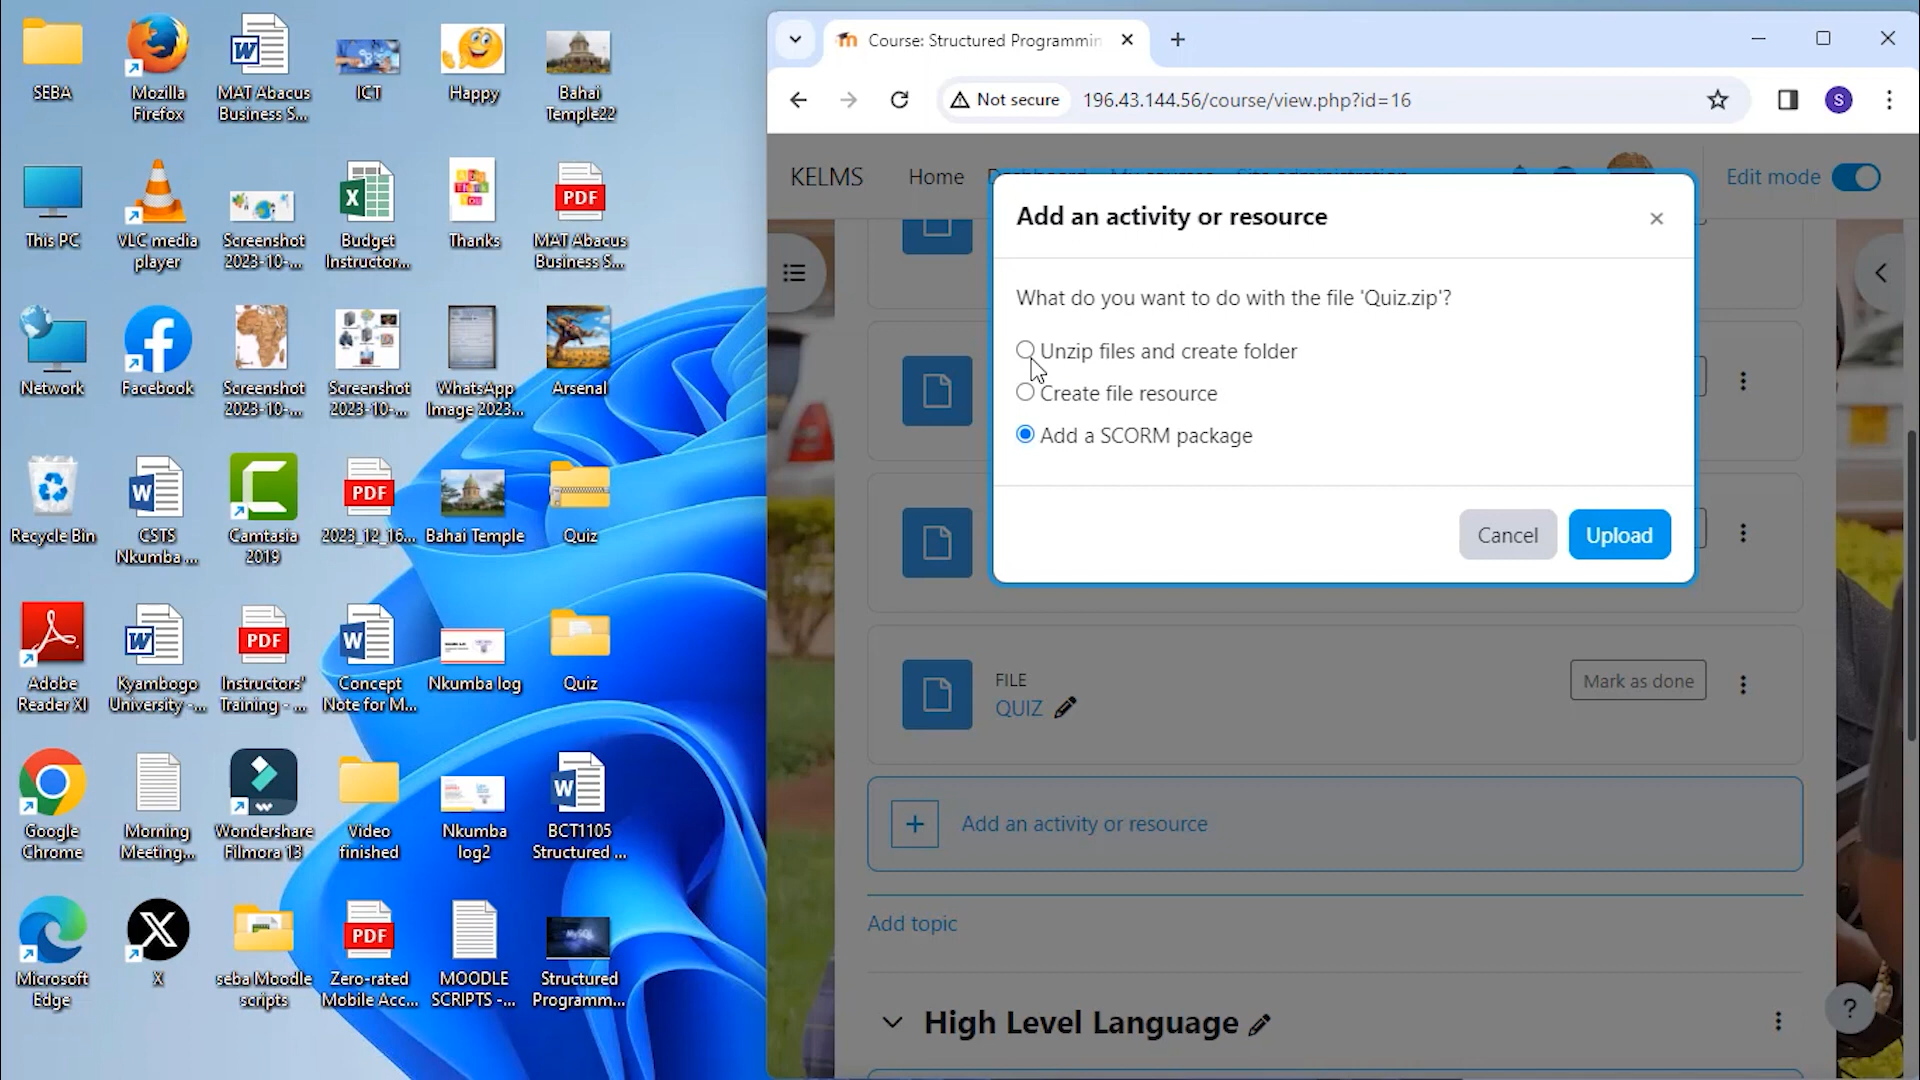 SEBA
Mozilla
Firefox
MAT Abacus
Business S...
ICT
Happy
Bahai
Temple22
This PC
VLC media
player
Screenshot
2023-10-...
Budget
Instructor...
Thanks
MAT Abacus
Business S...
Network
Facebook
Screenshot
2023-10-...
Screenshot
2023-10-...
WhatsApp
Image 2023...
Arsenal
Recycle Bin
CSTS
Nkumba ...
Camtasia
2019
2023_12_16...
Bahai Temple
Quiz
Adobe
Reader XI
Kyambogo
University -...
Instructors'
Training - ...
Concept
Note for M...
Nkumba log
Quiz
Google
Chrome
Morning
Meeting...
Wondershare
Filmora 13
Video
finished
Nkumba
log2
BCT1105
Structured ...
Microsoft
Edge
X
seba Moodle
scripts
Zero-rated
Mobile Acc...
MOODLE
SCRIPTS -...
Structured
Programm...
PDF
PDF
PDF
PDF
Course: Structured Programmin
Not secure
196.43.144.56/course/view.php?id=16
S
KELMS
Home
Edit mode
Add an activity or resource
What do you want to do with the file 'Quiz.zip'?
Unzip files and create folder
Create file resource
Add a SCORM package
Cancel
Upload
FILE
QUIZ
Mark as done
Add an activity or resource
Add topic
High Level Language
?